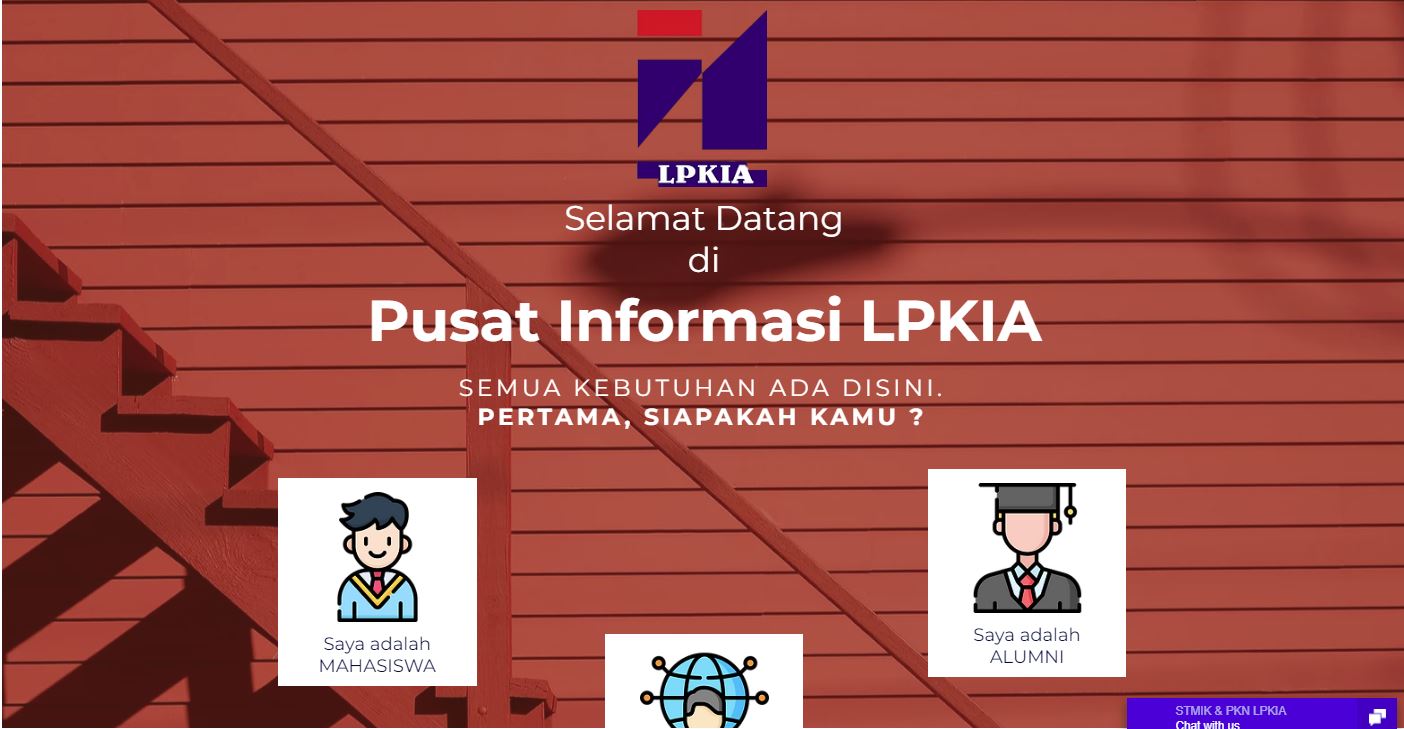 LPKIA
Selamat Datang
di
Pusat Informasi LPKIA
SEMUA KEBUTUHAN ADA DISINI.
PERTAMA, SIAPAKAH KAMU ?
Saya adalah
MAHASISWA
Saya adalah
ALUMNI
STMIK & PKN LPKIA
Chat with us